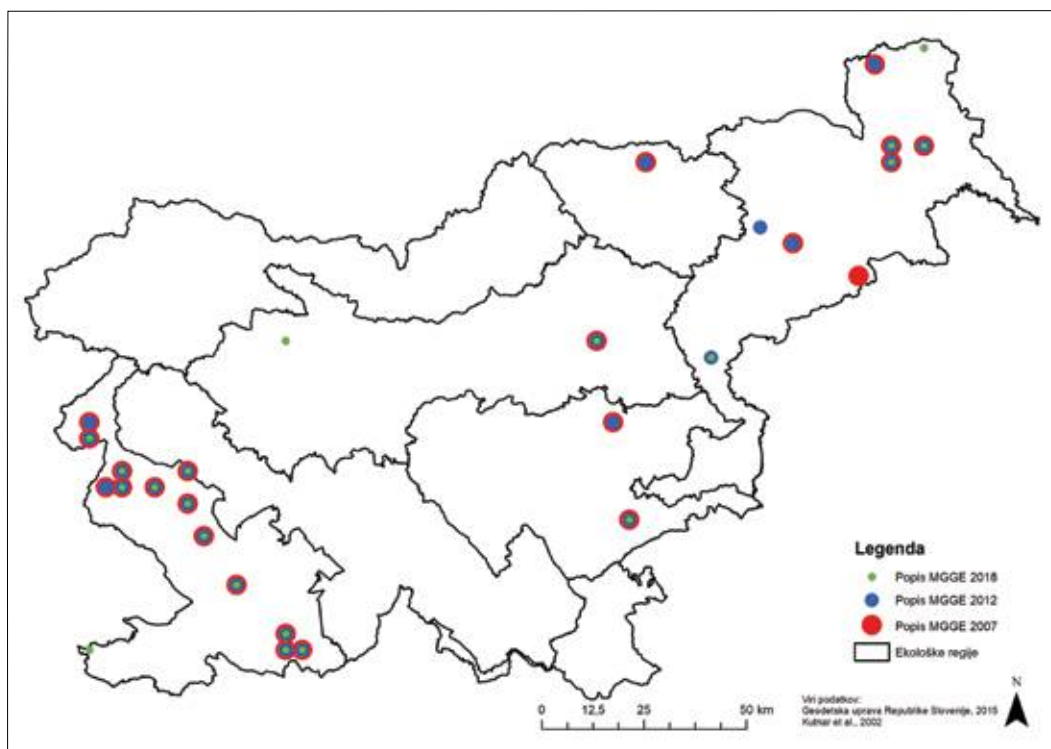 Legenda
Popis MGGE 2018
Popis MGGE 2012
Popis MGGE 2007
Ekološke regije
N
0 12,5 25 50 km
Viri podatkov:
Geodetska uprava Republike Slovenije, 2015
Kutnar et al., 2002